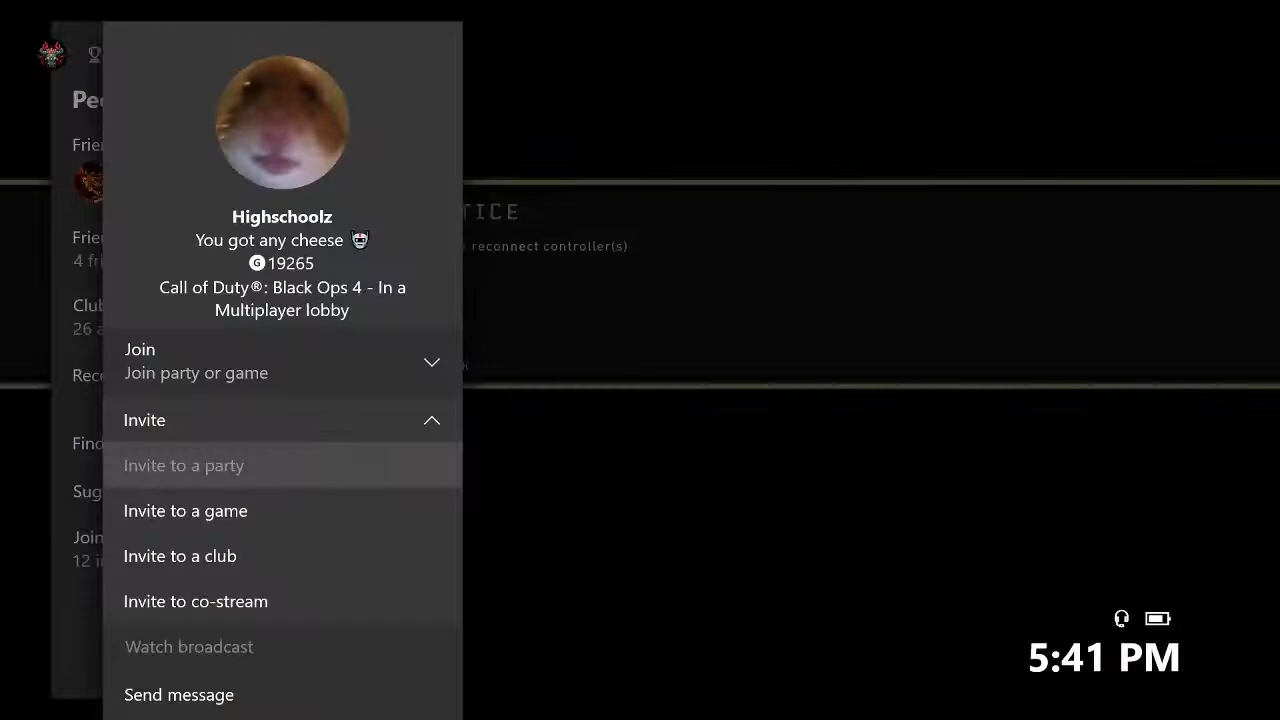 Highschoolz
You got any cheese
G 19265
Call of Duty®: Black Ops 4 - In a
Multiplayer lobby
Join
Join party or game
Invite
Invite to a party
Invite to a game
Invite to a club
Invite to co-stream
Watch broadcast
Send message
reconnect controller(s)
5:41 PM